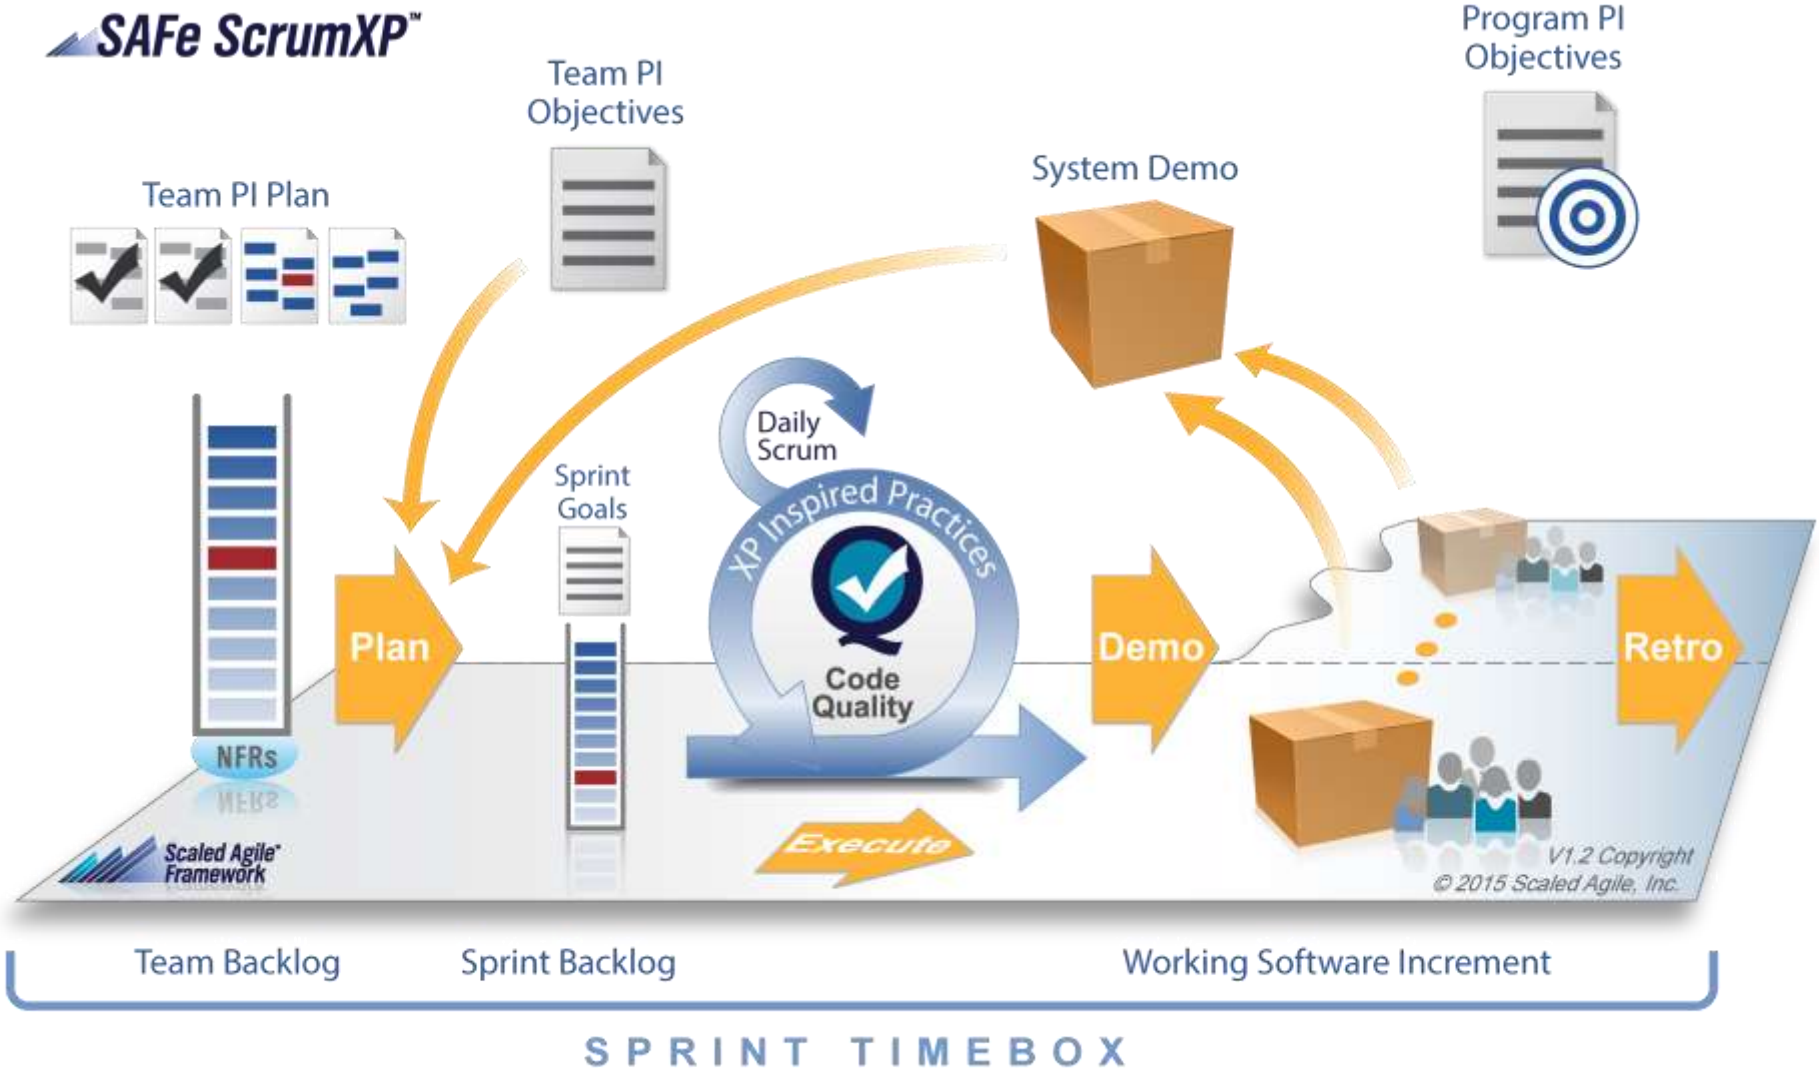 SAFe ScrumXP™
Program PI
Objectives
Team PI
Objectives
System Demo
Team PI Plan
Daily
Scrum
Sprint
Goals
XP Inspired Practices
Plan
Code
Quality
Demo
Retro
NFRs
NFRs
Execute
Scaled Agile™
Framework
V1.2 Copyright
© 2015 Scaled Agile, Inc.
Team Backlog
Sprint Backlog
Working Software Increment
SPRINT TIMEBOX